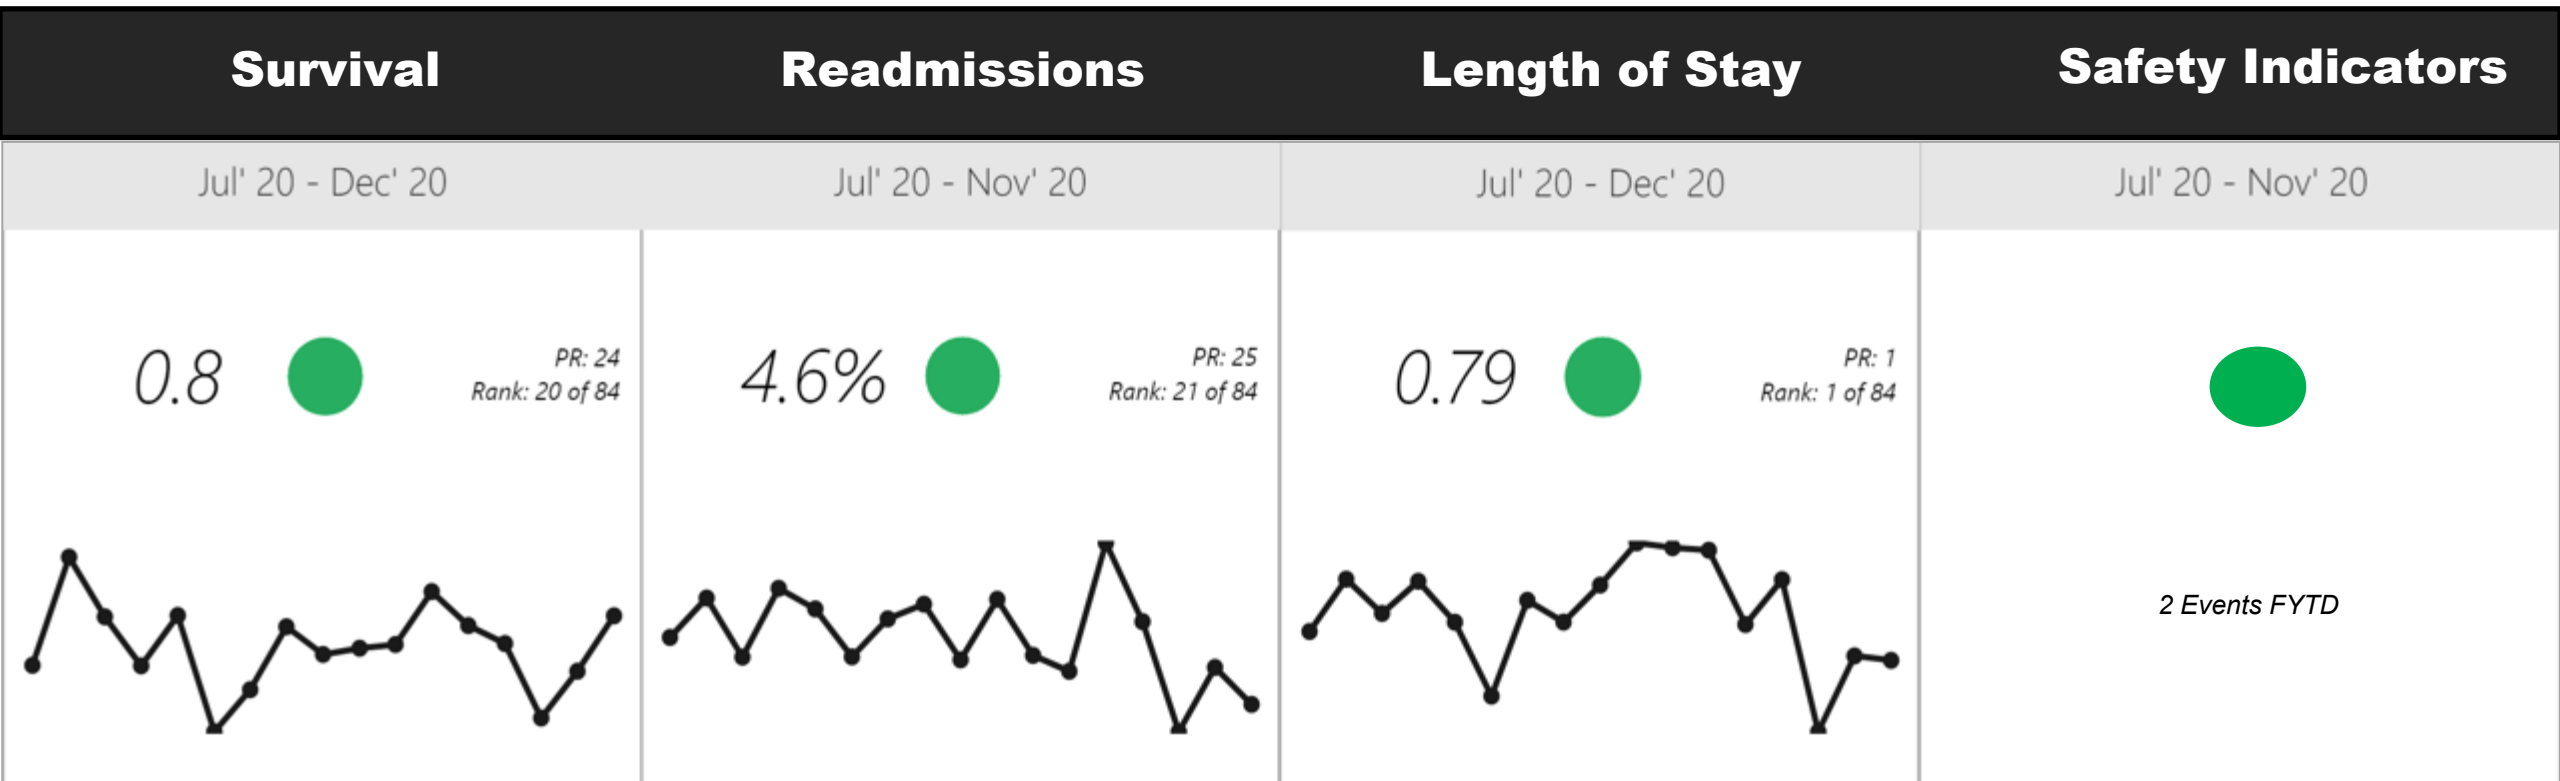 Survival
Readmissions
Length of Stay
Safety Indicators
Jul' 20 - Dec' 20
Jul' 20 - Nov' 20
Jul' 20 - Dec' 20
Jul' 20 - Nov' 20
0.8
PR: 24
Rank: 20 of 84
4.6%
PR: 25
Rank: 21 of 84
0.79
PR: 1
Rank: 1 of 84
2 Events FYTD